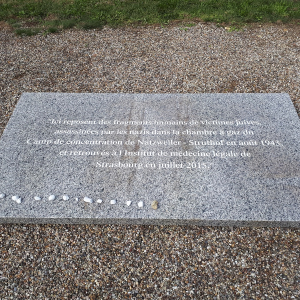 "Ici reposent des fragments humains de victimes juives,
assassinées par les nazis dans la chambre à gaz du
Camp de concentration de Natzweiler - Struthof en août 1943
et retrouvés à l'Institut de médecine légale de
Strasbourg en juillet 2015."